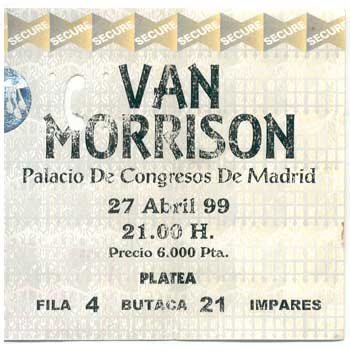 SECURE SECURE SECURE SECURE SECURE SECURE SECURE SECURE
VAN
MORRISON
Palacio De Congresos De Madrid
27 Abril 99
21.00 H.
Precio 6.000 Pta.
PLATEA
FILA 4 BUTACA 21 IMPARES